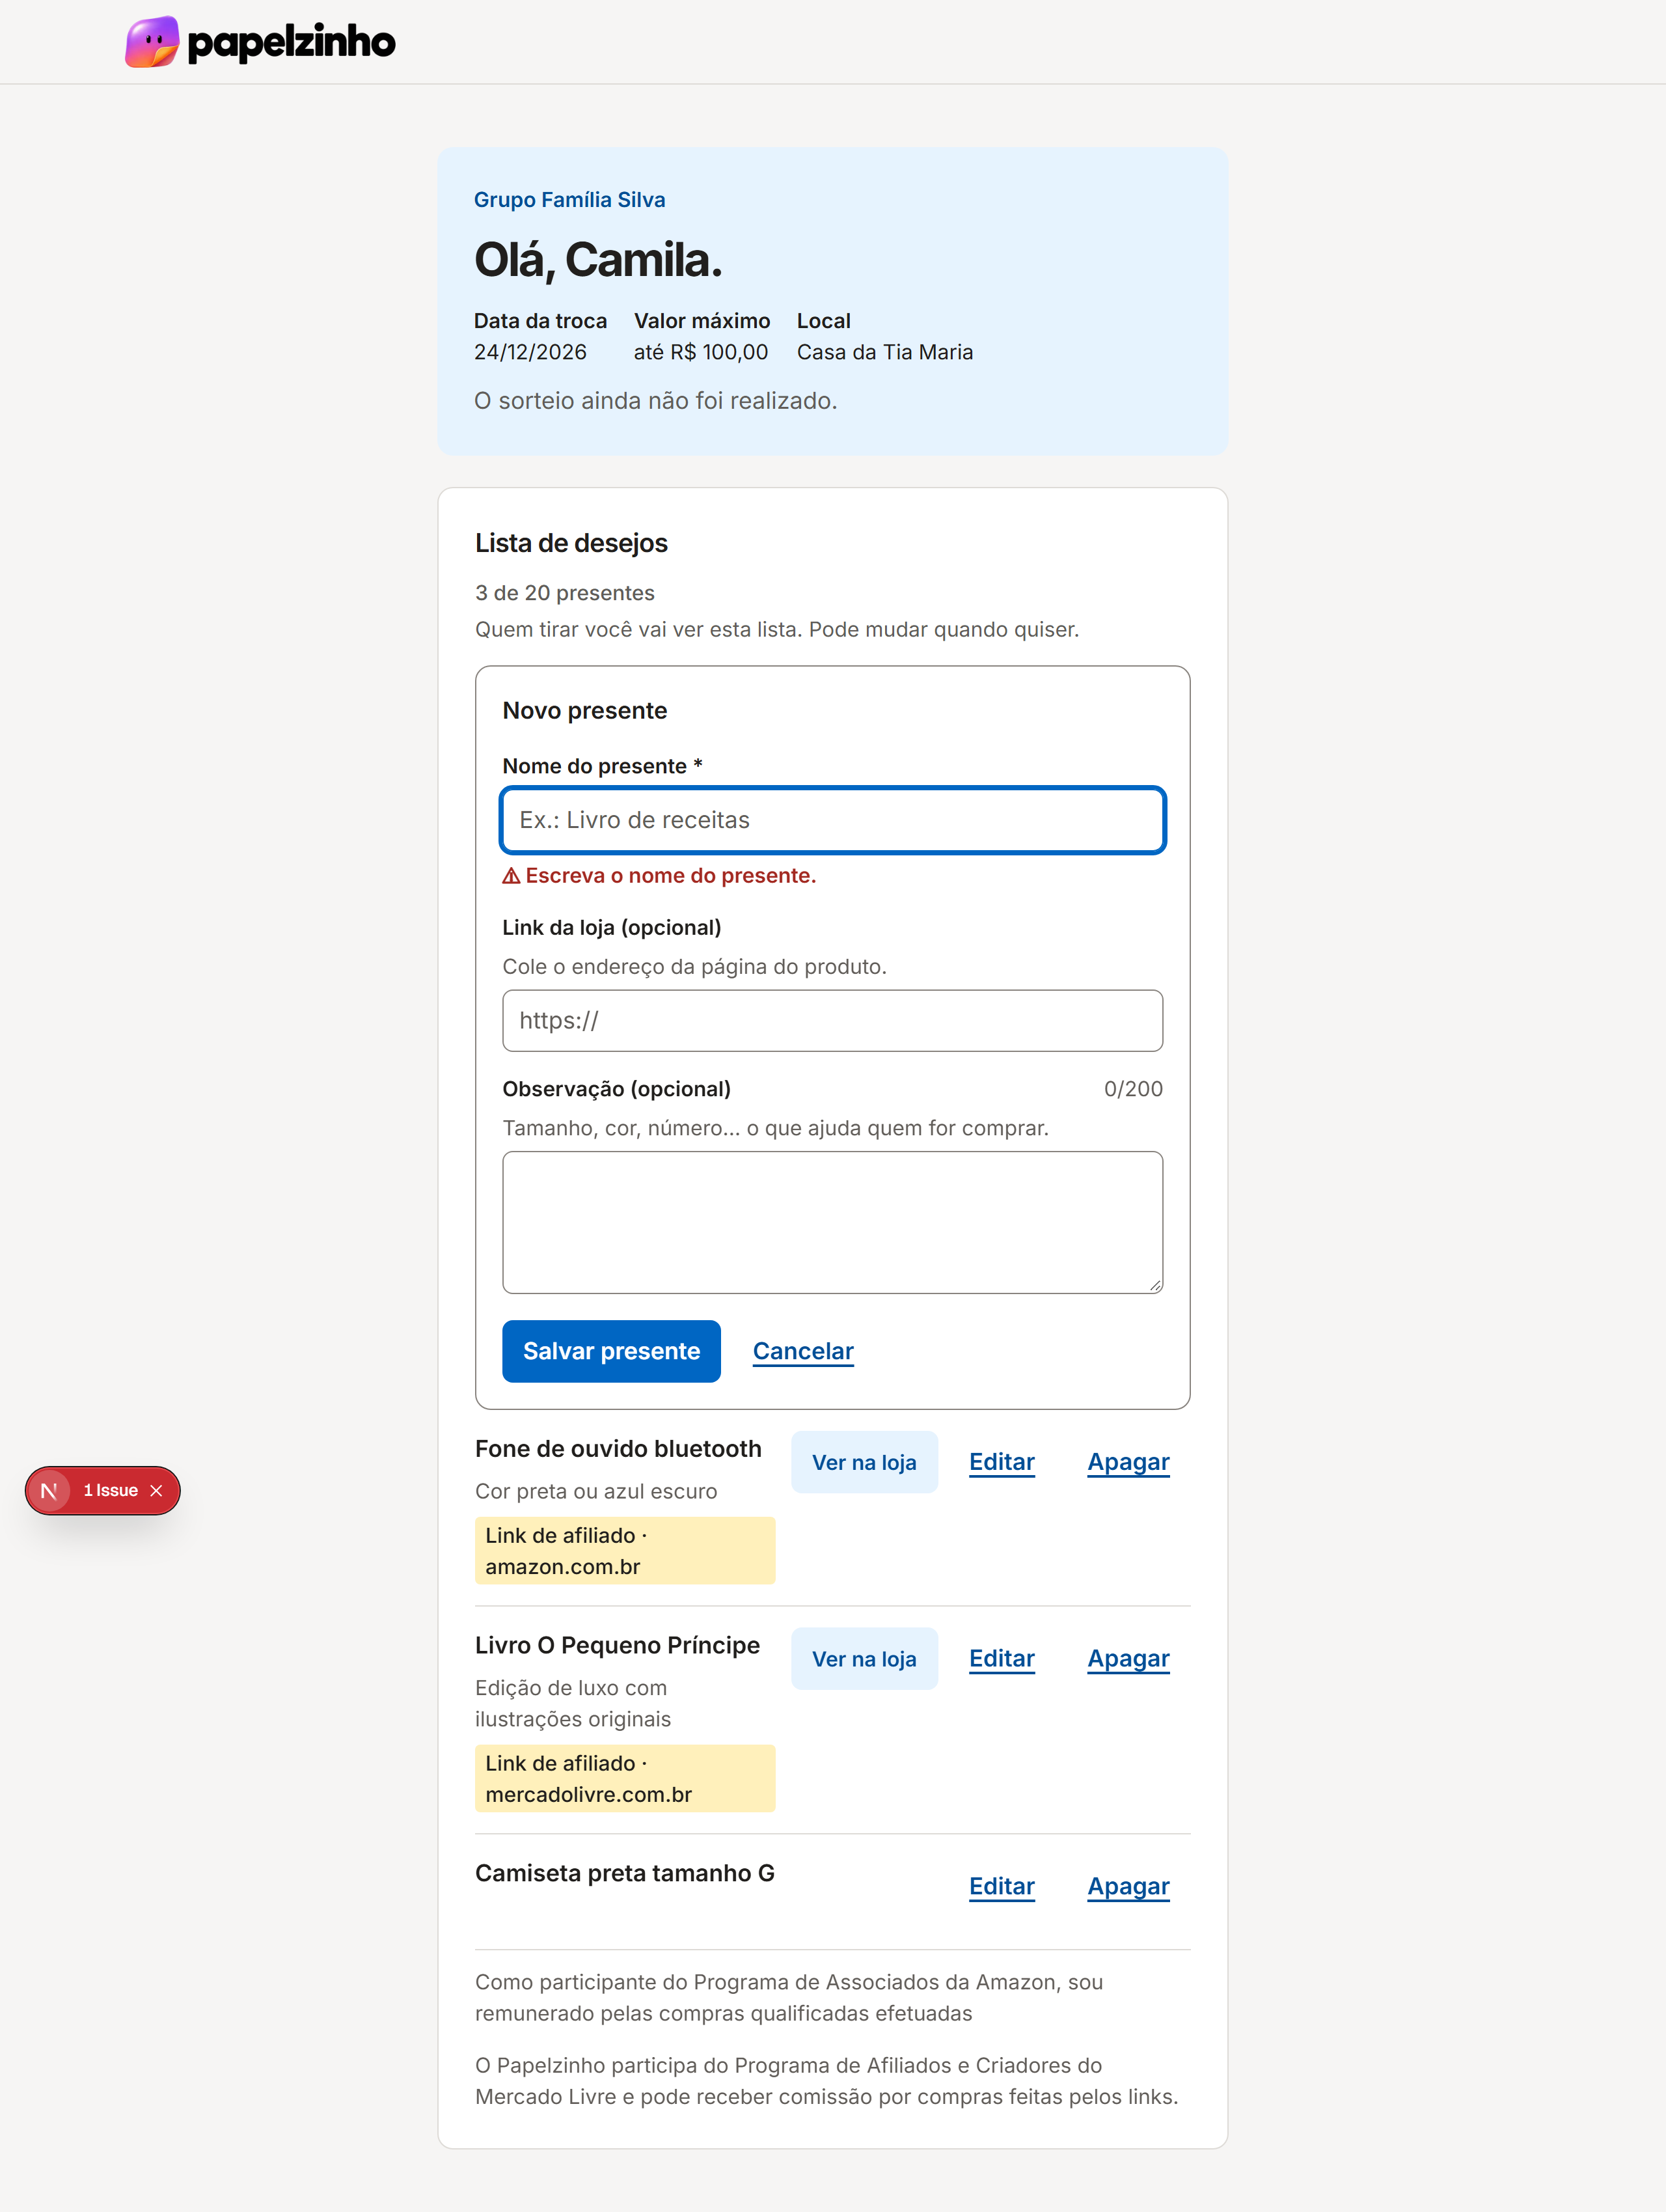 papelzinho
Grupo Família Silva
Olá, Camila.
Data da troca Valor máximo Local
24/12/2026 até R$ 100,00 Casa da Tia Maria
O sorteio ainda não foi realizado.
Lista de desejos
3 de 20 presentes
Quem tirar você vai ver esta lista. Pode mudar quando quiser.
Novo presente
Nome do presente *
Ex.: Livro de receitas
⚠ Escreva o nome do presente.
Link da loja (opcional)
Cole o endereço da página do produto.
https://
Observação (opcional) 0/200
Tamanho, cor, número... o que ajuda quem for comprar.
Salvar presente Cancelar
Fone de ouvido bluetooth Ver na loja Editar Apagar
Cor preta ou azul escuro
N 1 Issue ×
Link de afiliado ·
amazon.com.br
Livro O Pequeno Príncipe Ver na loja Editar Apagar
Edição de luxo com
ilustrações originais
Link de afiliado ·
mercadolivre.com.br
Camiseta preta tamanho G Editar Apagar
Como participante do Programa de Associados da Amazon, sou
remunerado pelas compras qualificadas efetuadas
O Papelzinho participa do Programa de Afiliados e Criadores do
Mercado Livre e pode receber comissão por compras feitas pelos links.